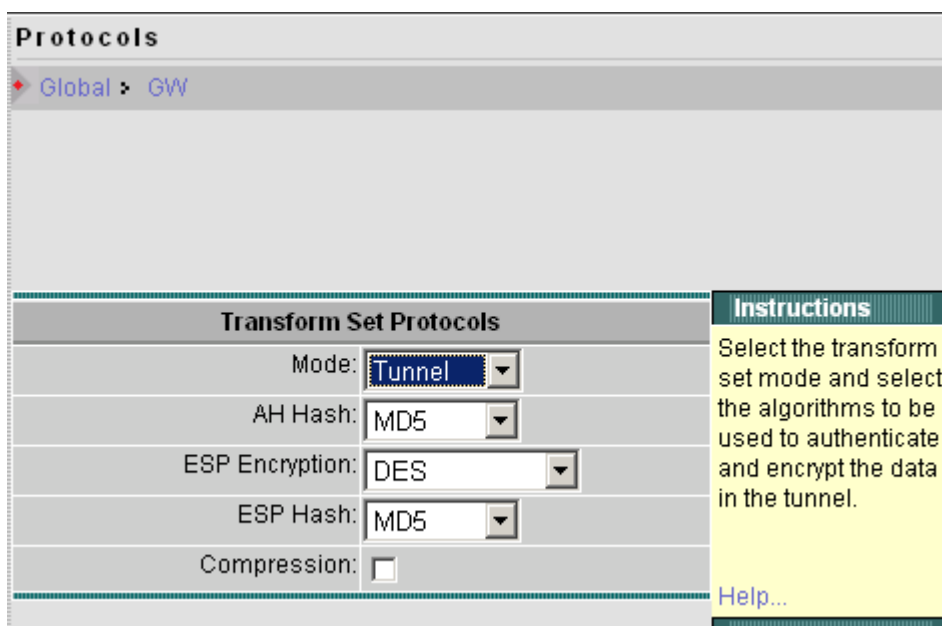 Protocols
Global > GW
Transform Set Protocols
Mode: Tunnel
AH Hash: MD5
ESP Encryption: DES
ESP Hash: MD5
Compression:
Instructions
Select the transform
set mode and select
the algorithms to be
used to authenticate
and encrypt the data
in the tunnel.
Help...